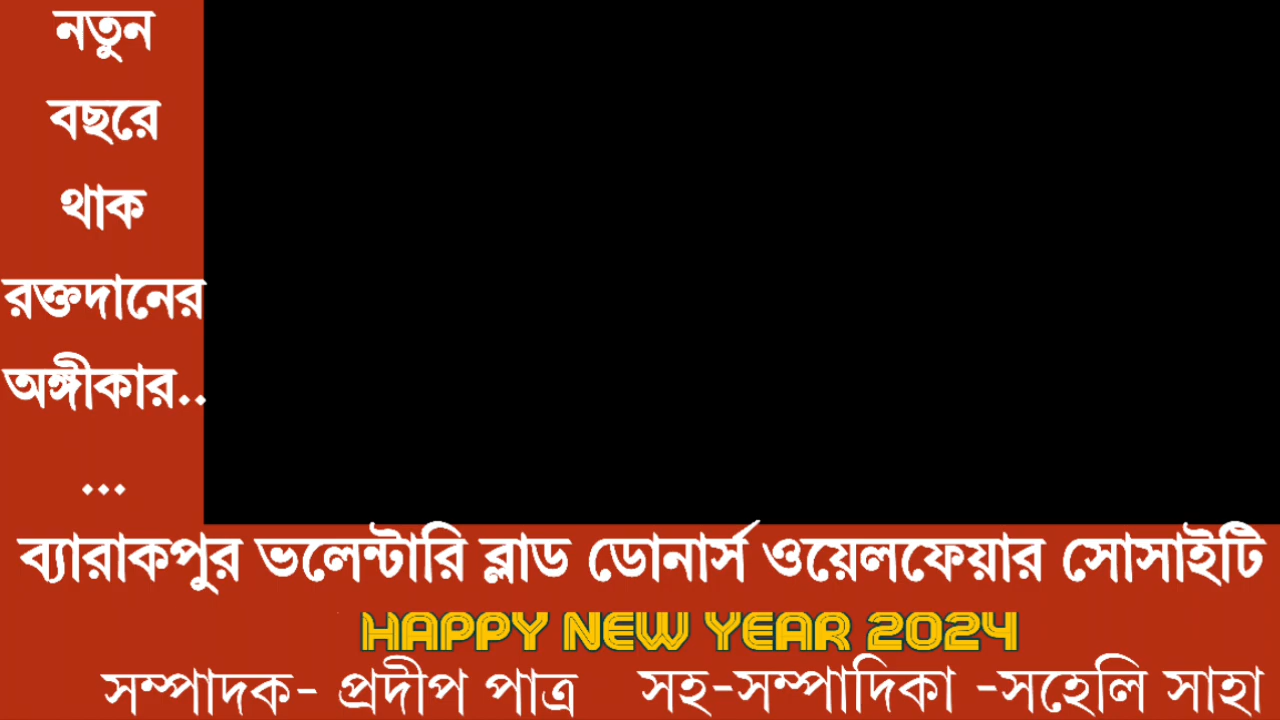 নতুন
বছরে
থাক
রক্তদানের
অঙ্গীকার..
...
ব্যারাকপুর ভলেন্টারি ব্লাড ডোনার্স ওয়েলফেয়ার সোসাইটি
HAPPY NEW YEAR 2024
সম্পাদক- প্রদীপ পাত্র সহ-সম্পাদিকা -সহেলি সাহা